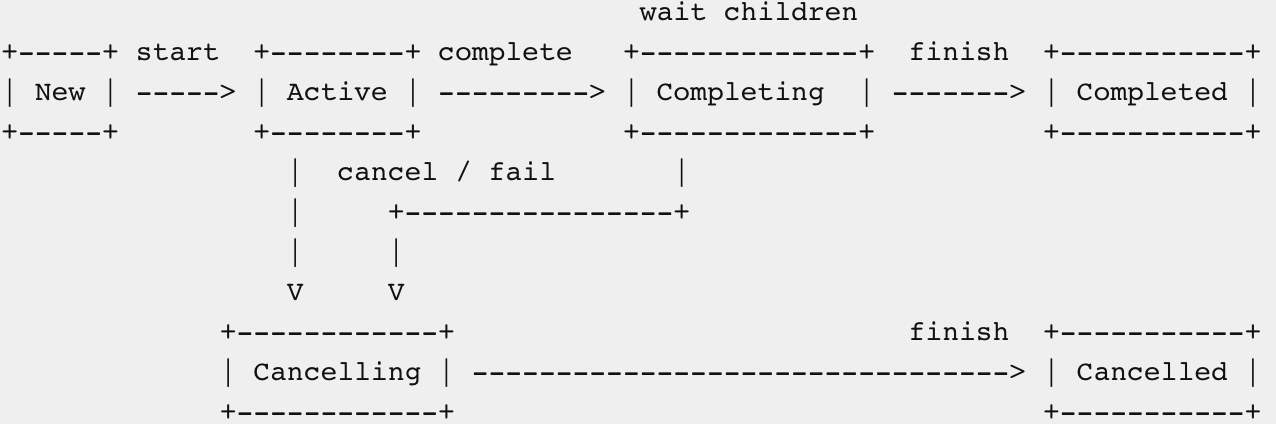 wait children
+-----+ start  +--------+ complete   +-------------+  finish  +-----------+
| New | -----> | Active | ---------> | Completing  | -------> | Completed |
+-----+        +--------+            +-------------+          +-----------+
|  cancel / fail       |
|     +----------------+
|     |
V     V
+------------+                           finish  +-----------+
| Cancelling | --------------------------------> | Cancelled |
+------------+                                   +-----------+